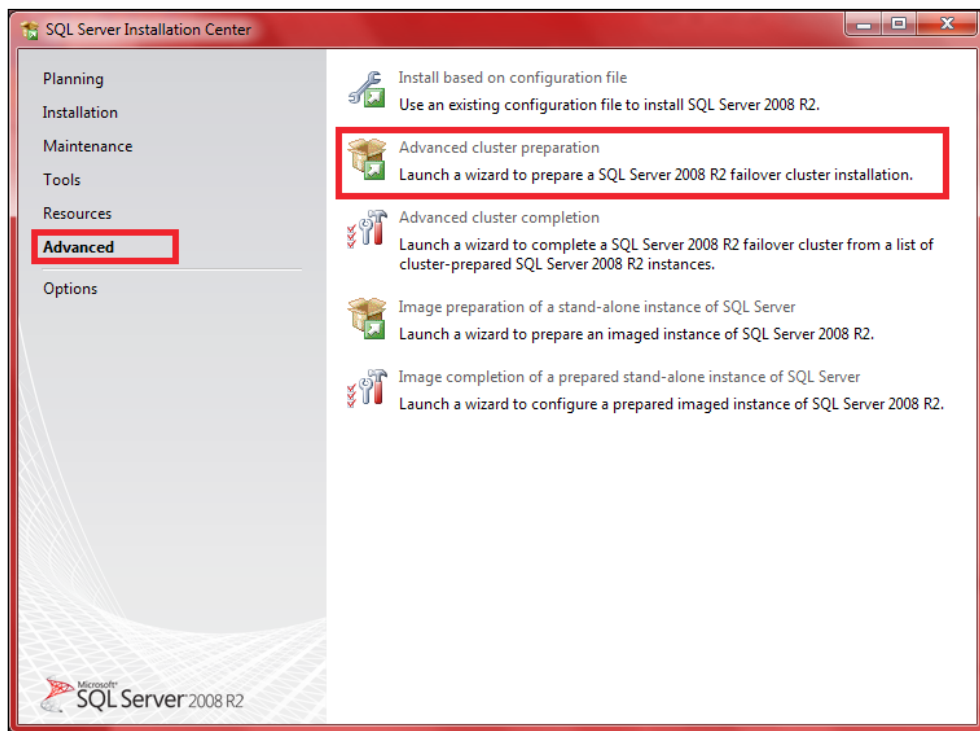 SQL Server Installation Center
Planning
Installation
Maintenance
Tools
Resources
Advanced
Options
Install based on configuration file
Use an existing configuration file to install SQL Server 2008 R2.
Advanced cluster preparation
Launch a wizard to prepare a SQL Server 2008 R2 failover cluster installation.
Advanced cluster completion
Launch a wizard to complete a SQL Server 2008 R2 failover cluster from a list of
cluster-prepared SQL Server 2008 R2 instances.
Image preparation of a stand-alone instance of SQL Server
Launch a wizard to prepare an imaged instance of SQL Server 2008 R2.
Image completion of a prepared stand-alone instance of SQL Server
Launch a wizard to configure a prepared imaged instance of SQL Server 2008 R2.
Microsoft
SQL Server 2008 R2